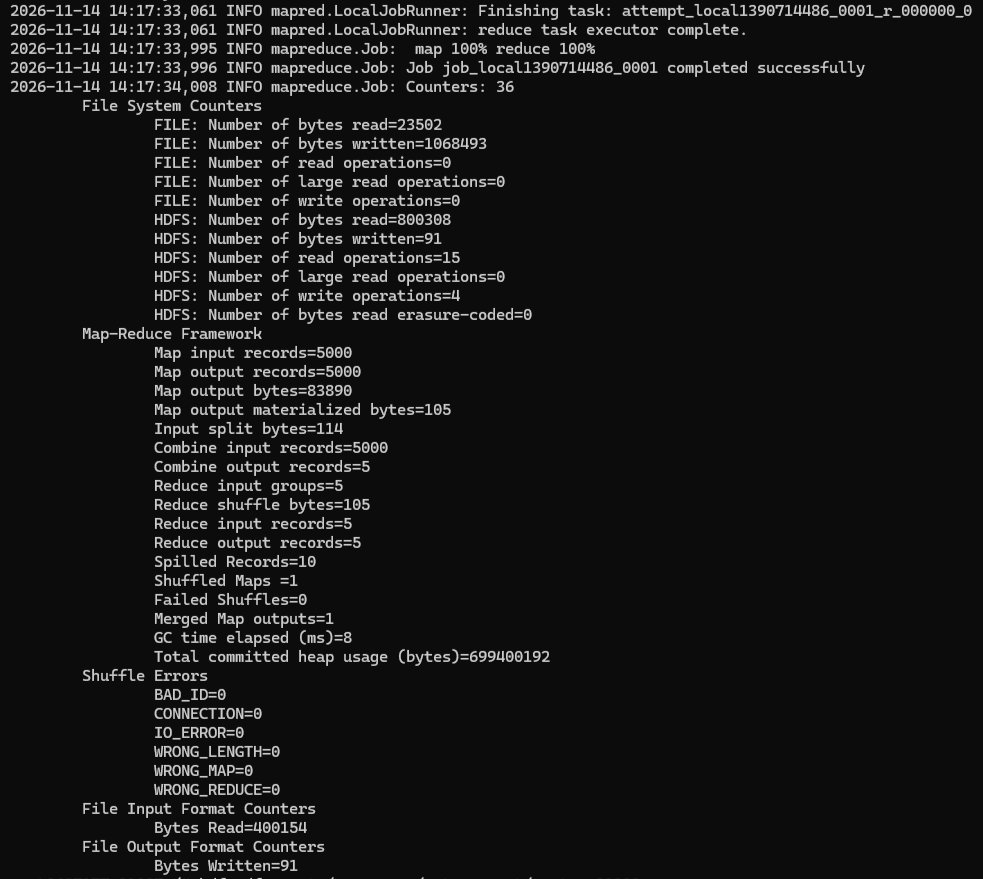 2026-11-14 14:17:33,061 INFO mapred.LocalJobRunner: Finishing task: attempt_local1390714486_0001_r_000000_0
2026-11-14 14:17:33,061 INFO mapred.LocalJobRunner: reduce task executor complete.
2026-11-14 14:17:33,995 INFO mapreduce.Job:  map 100% reduce 100%
2026-11-14 14:17:33,996 INFO mapreduce.Job: Job job_local1390714486_0001 completed successfully
2026-11-14 14:17:34,008 INFO mapreduce.Job: Counters: 36
File System Counters
FILE: Number of bytes read=23502
FILE: Number of bytes written=1068493
FILE: Number of read operations=0
FILE: Number of large read operations=0
FILE: Number of write operations=0
HDFS: Number of bytes read=800308
HDFS: Number of bytes written=91
HDFS: Number of read operations=15
HDFS: Number of large read operations=0
HDFS: Number of write operations=4
HDFS: Number of bytes read erasure-coded=0
Map-Reduce Framework
Map input records=5000
Map output records=5000
Map output bytes=83890
Map output materialized bytes=105
Input split bytes=114
Combine input records=5000
Combine output records=5
Reduce input groups=5
Reduce shuffle bytes=105
Reduce input records=5
Reduce output records=5
Spilled Records=10
Shuffled Maps =1
Failed Shuffles=0
Merged Map outputs=1
GC time elapsed (ms)=8
Total committed heap usage (bytes)=699400192
Shuffle Errors
BAD_ID=0
CONNECTION=0
IO_ERROR=0
WRONG_LENGTH=0
WRONG_MAP=0
WRONG_REDUCE=0
File Input Format Counters
Bytes Read=400154
File Output Format Counters
Bytes Written=91